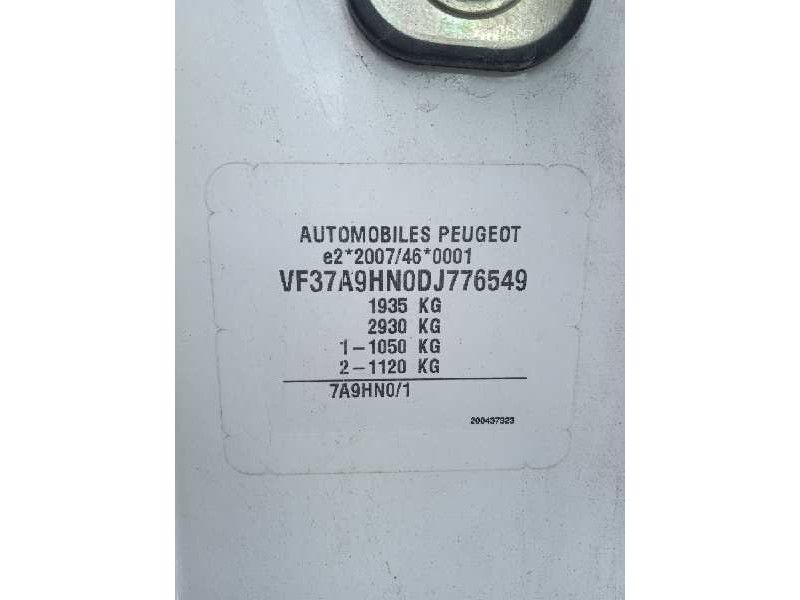 AUTOMOBILES PEUGEOT
e2*2007/46*0001
VF37A9HN0DJ776549
1935 KG
2930 KG
1-1050 KG
2-1120 KG
7A9HN0/1
200437323